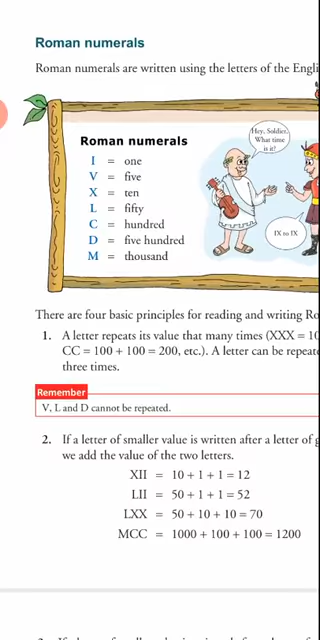 Roman numerals
Roman numerals are written using the letters of the Engli
Hey, Soldier.
What time
is it?
Roman numerals
I = one
V = five
X = ten
L = fifty
C = hundred
D = five hundred
M = thousand
IX to IX
There are four basic principles for reading and writing Ro
1. A letter repeats its value that many times (XXX = 10
CC = 100 + 100 = 200, etc.). A letter can be repeat
three times.
Remember
V, L and D cannot be repeated.
2. If a letter of smaller value is written after a letter of g
we add the value of the two letters.
XII = 10 + 1 + 1 = 12
LII = 50 + 1 + 1 = 52
LXX = 50 + 10 + 10 = 70
MCC = 1000 + 100 + 100 = 1200